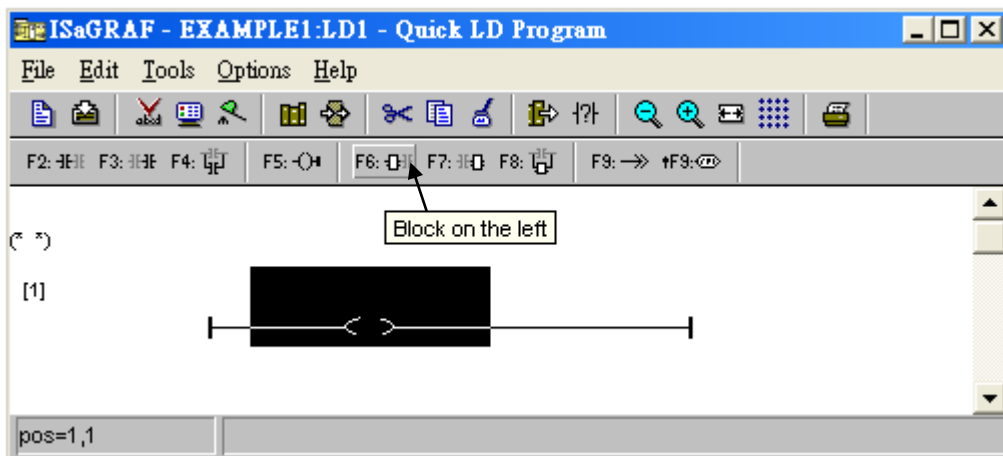 ISaGRAF - EXAMPLE1:LD1 - Quick LD Program
File Edit Tools Options Help
abcd
F2: F3: F4: F5: F6: F7: F8: F9: ↑F9:
Block on the left
(* *)
[1]
pos=1,1